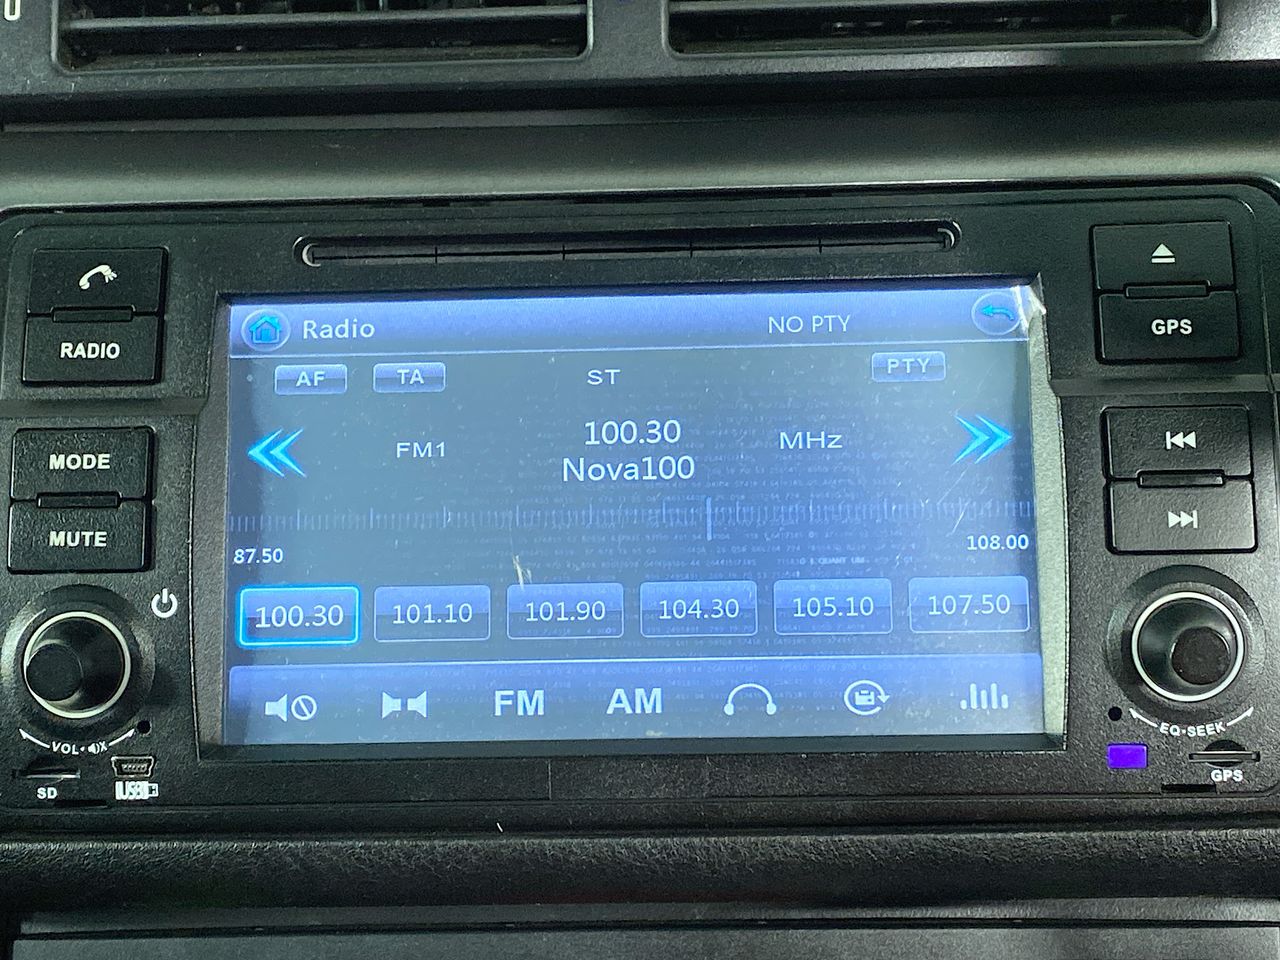 RADIO
MODE
MUTE
VOL
SD
USB
Radio
NO PTY
AF
TA
ST
PTY
FM1
100.30
MHz
Nova100
87.50
108.00
100.30
101.10
101.90
104.30
105.10
107.50
FM
AM
GPS
EQ-SEEK
GPS